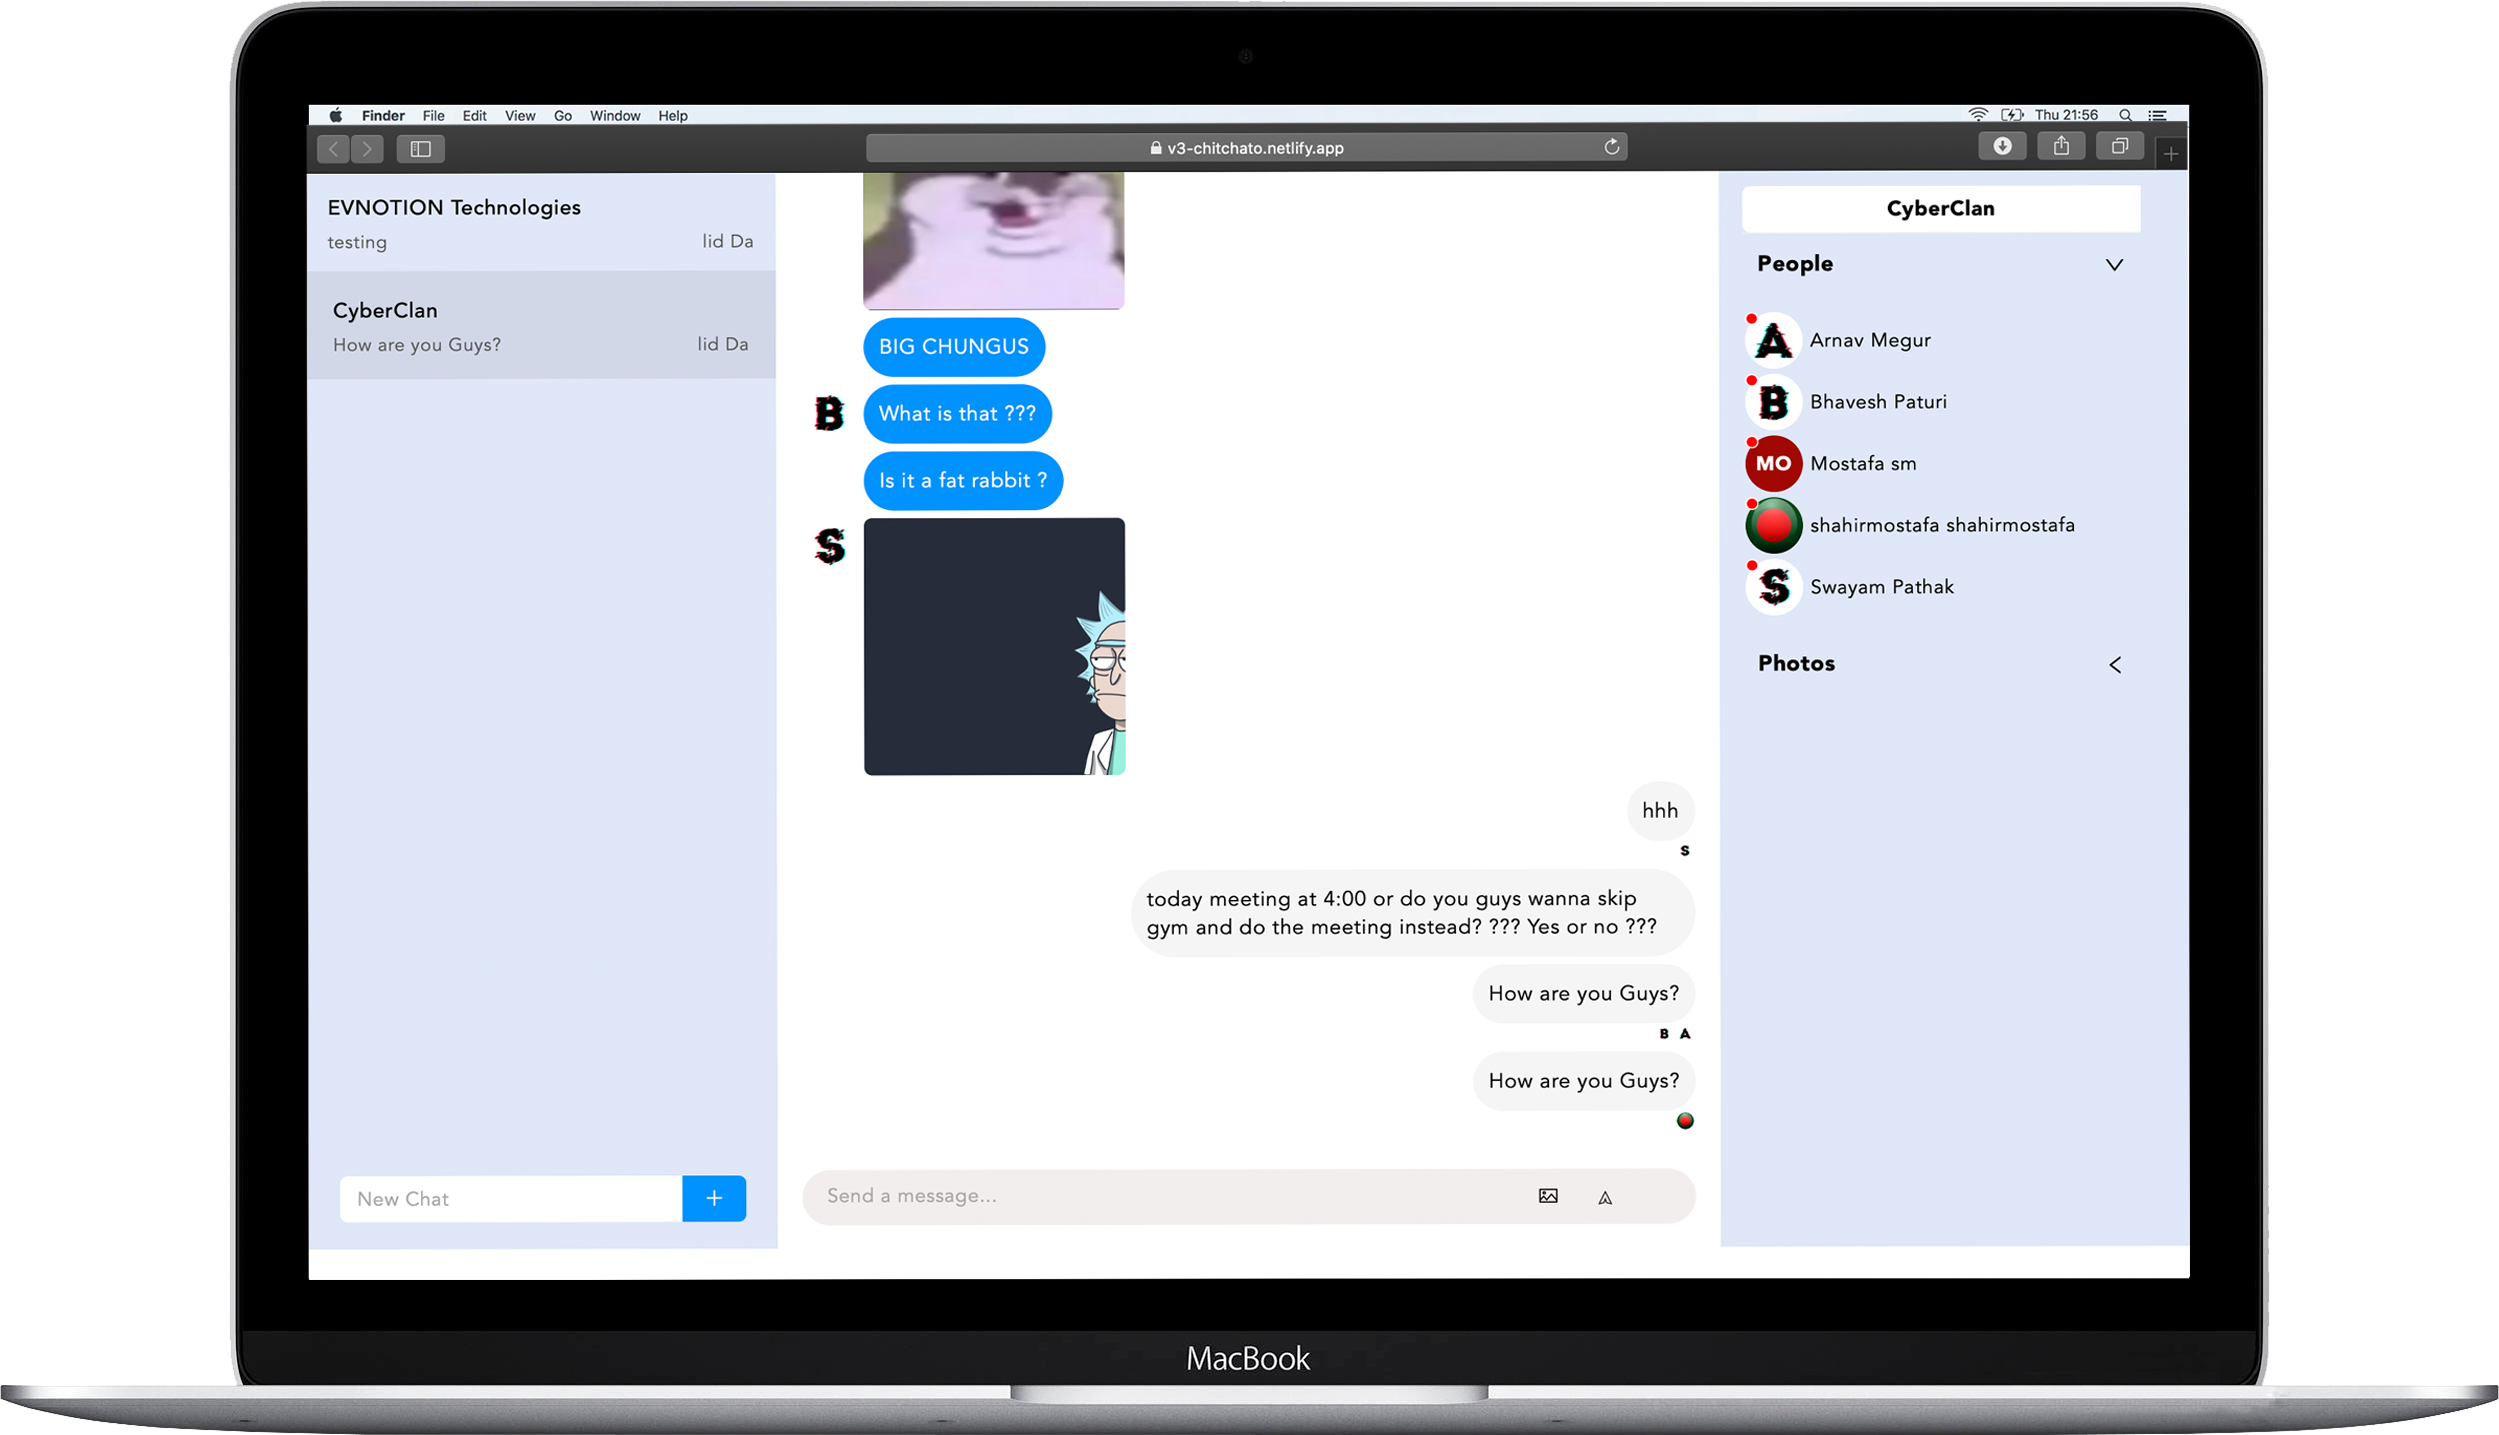 Finder File Edit View Go Window Help
Thu 21:56
v3-chitchato.netlify.app
EVNOTION Technologies
testing
lid Da
CyberClan
How are you Guys?
lid Da
New Chat
+
BIG CHUNGUS
B
What is that ???
Is it a fat rabbit ?
S
hhh
S
today meeting at 4:00 or do you guys wanna skip
gym and do the meeting instead? ??? Yes or no ???
How are you Guys?
B A
How are you Guys?
Send a message...
CyberClan
People
A Arnav Megur
B Bhavesh Paturi
MO Mostafa sm
shahirmostafa shahirmostafa
S Swayam Pathak
Photos
MacBook